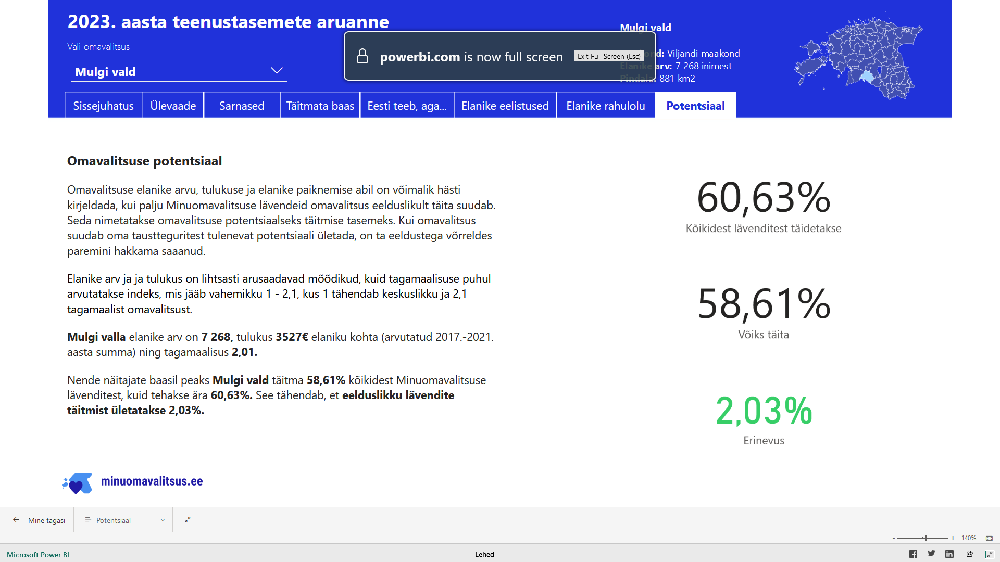 2023. aasta teenustasemete aruanne
Vali omavalitsus
Mulgi vald
powerbi.com is now full screen
Exit Full Screen (Esc)
Mulgi vald
Viljandi maakond
Elanike arv: 7 268 inimest
Pindala: 881 km2
Sissejuhatus
Ülevaade
Sarnased
Täitmata baas
Eesti teeb, aga...
Elanike eelistused
Elanike rahulolu
Potentsiaal
Omavalitsuse potentsiaal
Omavalitsuse elanike arvu, tulukuse ja elanike paiknemise abil on võimalik hästi
kirjeldada, kui palju Minuomavalitsuse lävendeid omavalitsus eelduslikult täita suudab.
Seda nimetatakse omavalitsuse potentsiaalseks täitmise tasemeks. Kui omavalitsus
suudab oma taustteguritest tulenevat potentsiaali ületada, on ta eeldustega võrreldes
paremini hakkama saaanud.
Elanike arv ja ja tulukus on lihtsasti arusaadavad mõõdikud, kuid tagamaalisuse puhul
arvutatakse indeks, mis jääb vahemikku 1 - 2,1, kus 1 tähendab keskuslikku ja 2,1
tagamaalist omavalitsust.
Mulgi valla elanike arv on 7 268, tulukus 3527€ elaniku kohta (arvutatud 2017.-2021.
aasta summa) ning tagamaalisus 2,01.
Nende näitajate baasil peaks Mulgi vald täitma 58,61% kõikidest Minuomavalitsuse
lävenditest, kuid tehakse ära 60,63%. See tähendab, et eelduslikku lävendite
täitmist ületatakse 2,03%.
60,63%
Kõikidest lävenditest täidetakse
58,61%
Võiks täita
2,03%
Erinevus
minuomavalitsus.ee
Mine tagasi
Potentsiaal
- + 140%
Microsoft Power BI
Lehed